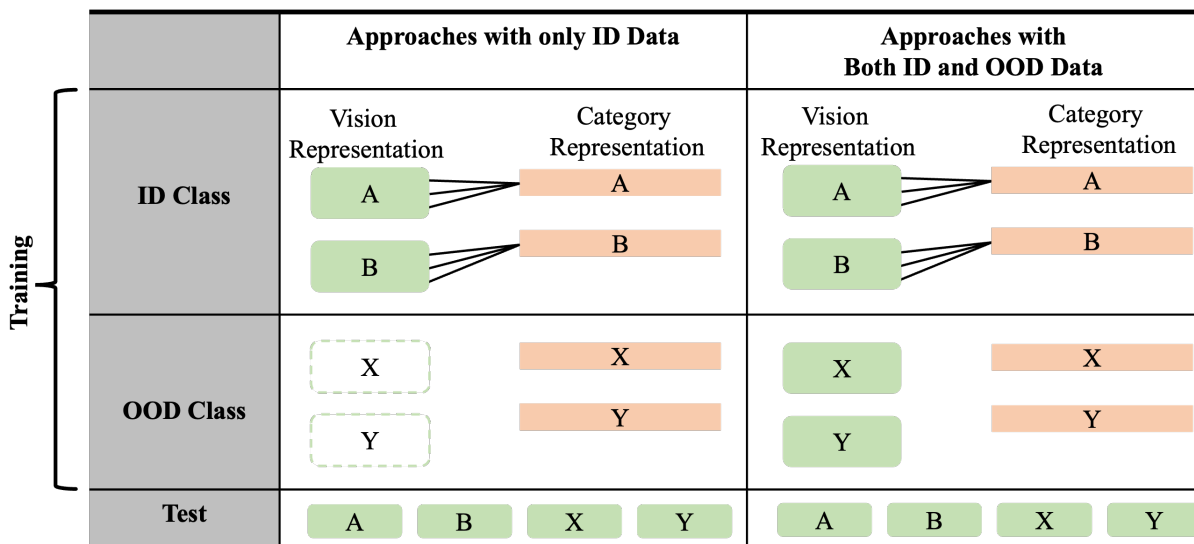 Approaches with only ID Data
Approaches with
Both ID and OOD Data
Training
ID Class
Vision
Representation
Category
Representation
A
A
B
B
Vision
Representation
Category
Representation
A
A
B
B
OOD Class
X
X
Y
Y
X
X
Y
Y
Test
A B X Y
A B X Y